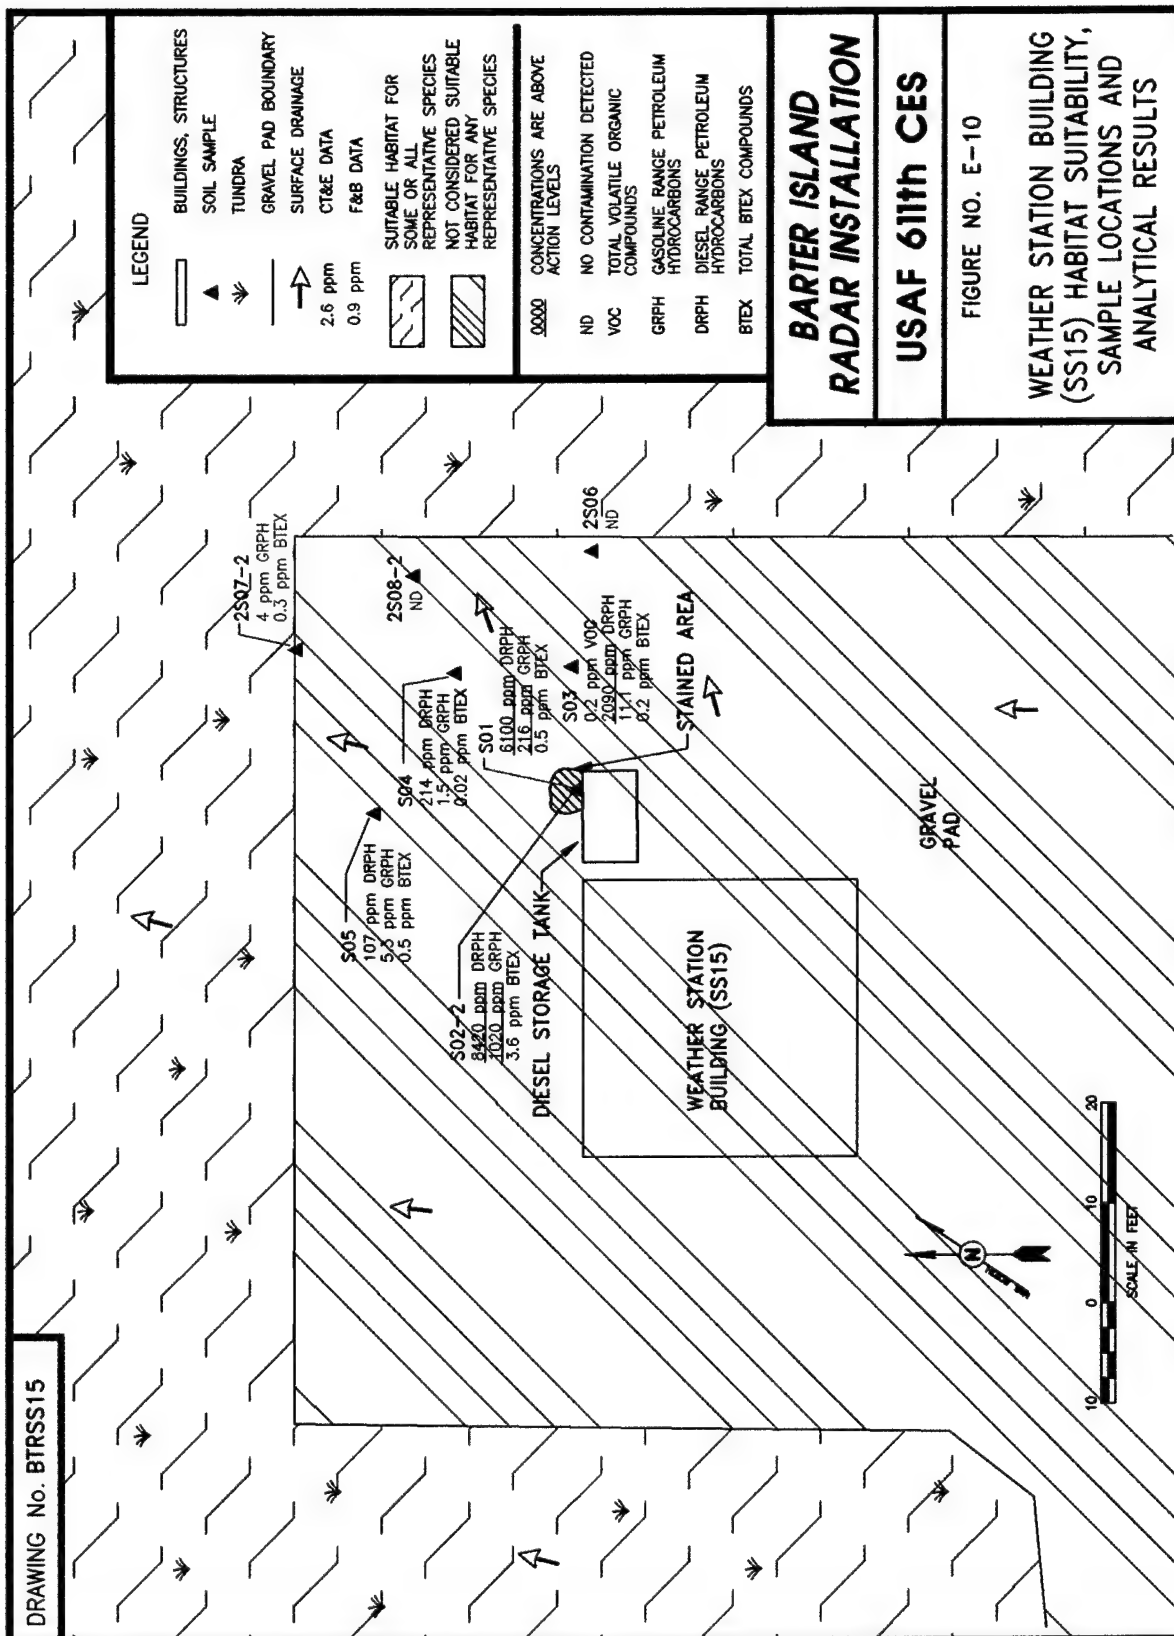 DRAWING No. BTRSS15
LEGEND
BUILDINGS, STRUCTURES
SOIL SAMPLE
TUNDRA
GRAVEL PAD BOUNDARY
SURFACE DRAINAGE
2.6 ppm CT&E DATA
0.9 ppm F&B DATA
SUITABLE HABITAT FOR
SOME OR ALL
REPRESENTATIVE SPECIES
NOT CONSIDERED SUITABLE
HABITAT FOR ANY
REPRESENTATIVE SPECIES
0000 CONCENTRATIONS ARE ABOVE
ACTION LEVELS
ND NO CONTAMINATION DETECTED
VOC TOTAL VOLATILE ORGANIC
COMPOUNDS
GRPH GASOLINE RANGE PETROLEUM
HYDROCARBONS
DRPH DIESEL RANGE PETROLEUM
HYDROCARBONS
BTEX TOTAL BTEX COMPOUNDS
BARTER ISLAND
RADAR INSTALLATION
USAF 611th CES
FIGURE NO. E-10
WEATHER STATION BUILDING
(SS15) HABITAT SUITABILITY,
SAMPLE LOCATIONS AND
ANALYTICAL RESULTS
2S07-2
4 ppm GRPH
0.3 ppm BTEX
2S08-2
ND
2S06
ND
S05
107 ppm DRPH
5.3 ppm GRPH
0.5 ppm BTEX
S04
214 ppm DRPH
1.5 ppm GRPH
0.02 ppm BTEX
S01
6100 ppm DRPH
216 ppm GRPH
0.5 ppm BTEX
S03
0.2 ppm VOC
2090 ppm DRPH
11.1 ppm GRPH
0.2 ppm BTEX
S02-2
8420 ppm DRPH
1020 ppm GRPH
3.6 ppm BTEX
DIESEL STORAGE TANK
STAINED AREA
WEATHER STATION
BUILDING (SS15)
GRAVEL
PAD
N
10 0 10 20
SCALE IN FEET